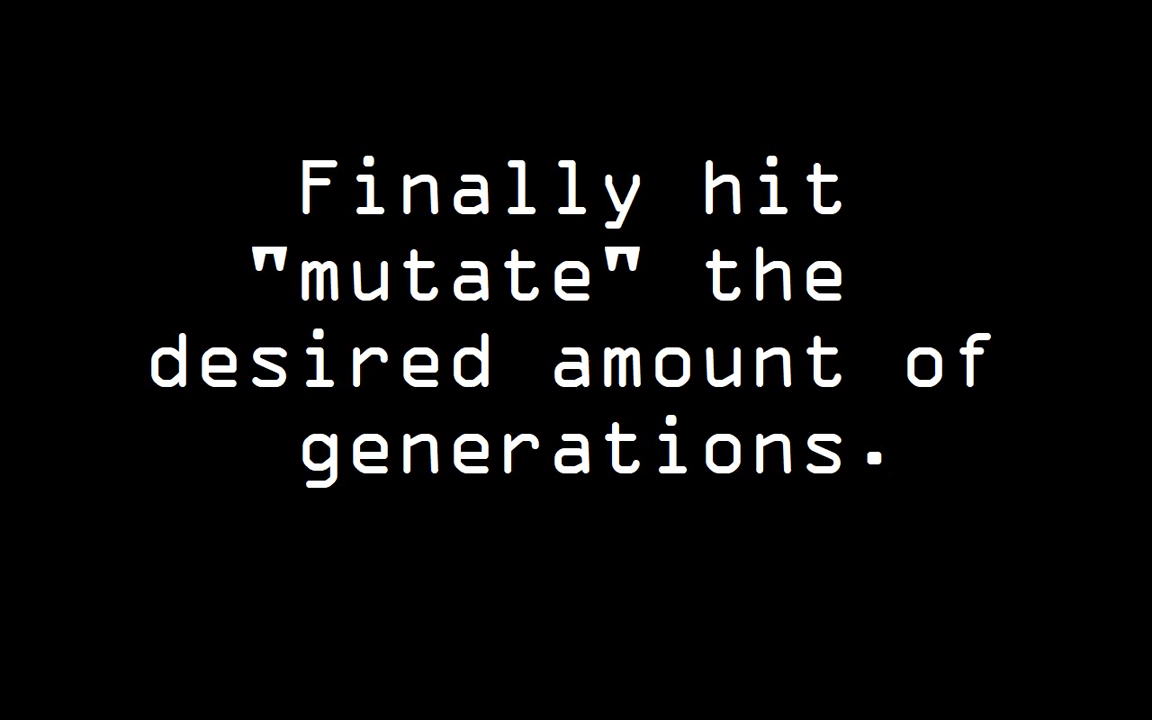 Finally hit
"mutate" the
desired amount of
generations.